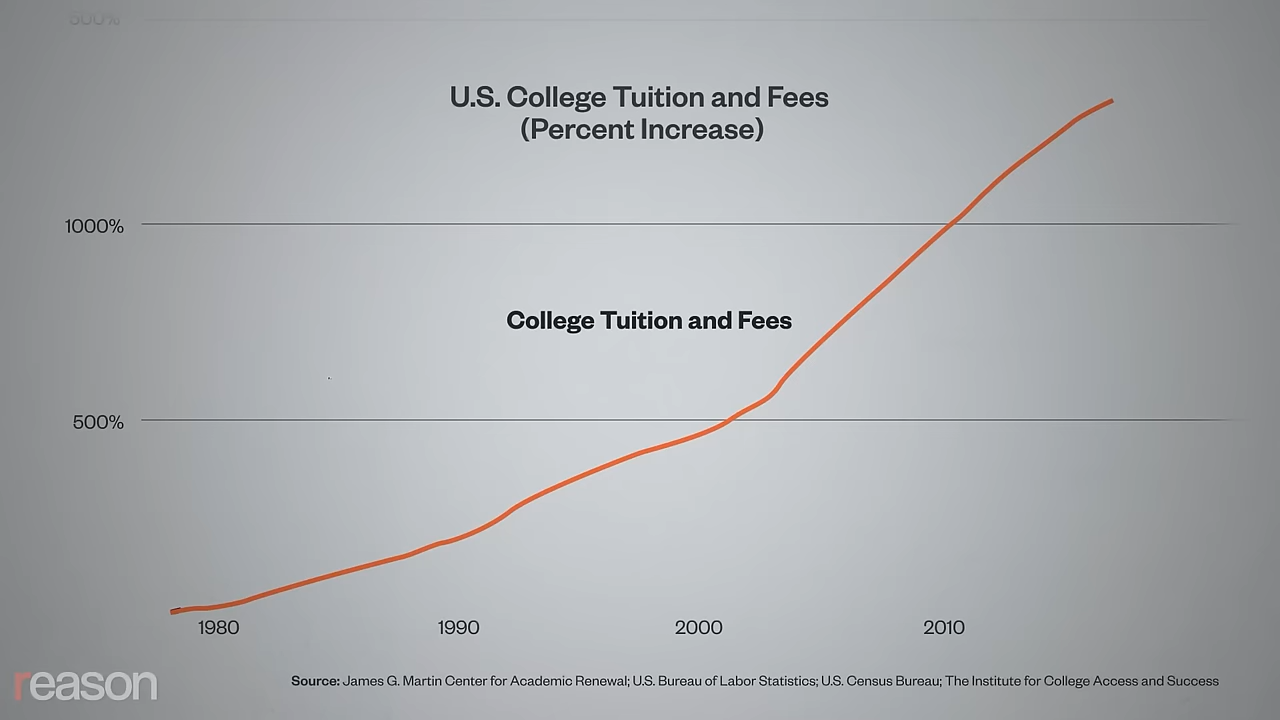 500%
U.S. College Tuition and Fees
(Percent Increase)
1000%
College Tuition and Fees
500%
1980 1990 2000 2010
Source: James G. Martin Center for Academic Renewal; U.S. Bureau of Labor Statistics; U.S. Census Bureau; The Institute for College Access and Success
reason